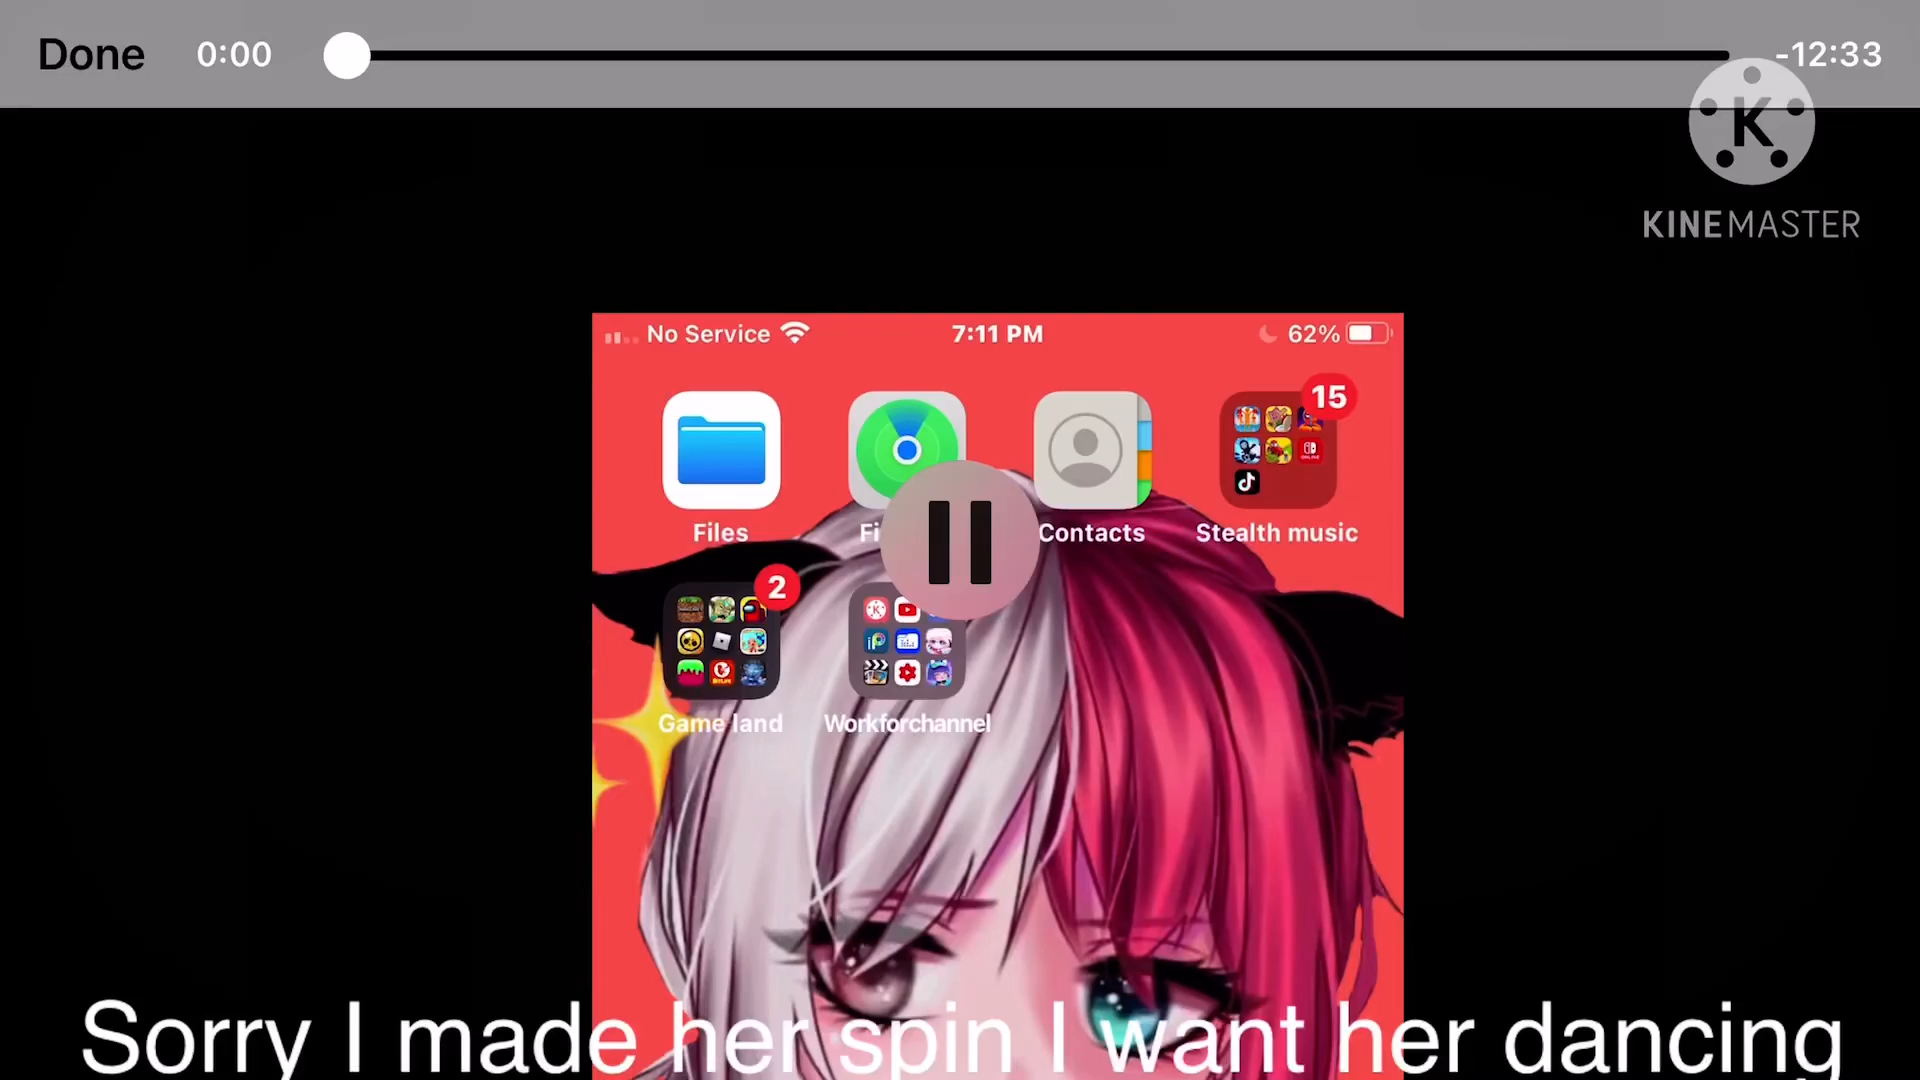 Done 0:00 -12:33
K
KINEMASTER
No Service 7:11 PM 62%
15
Files Fi Contacts Stealth music
2
Game land Workforchannel
Sorry I made her spin I want her dancing